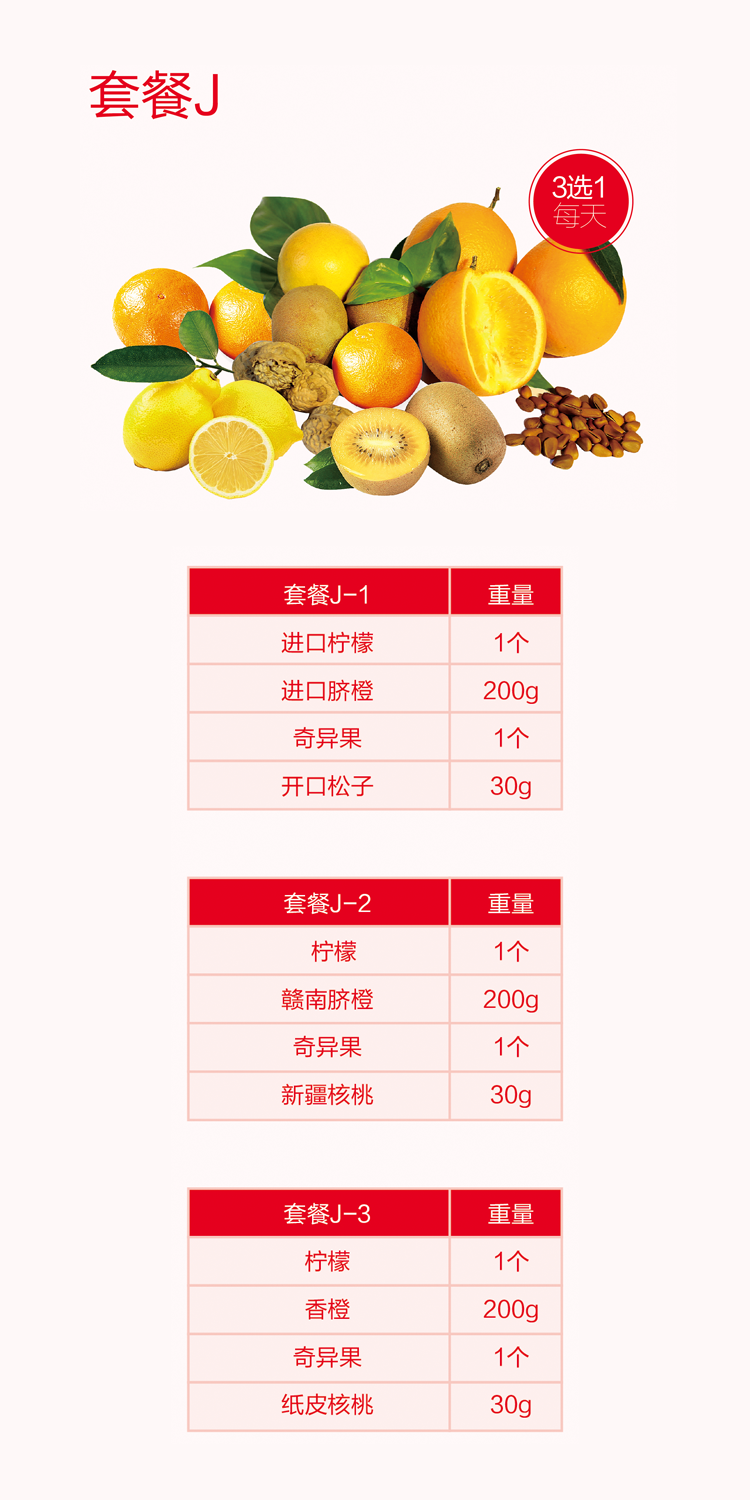 套餐J
3选1
每天
套餐J-1 重量
进口柠檬 1个
进口脐橙 200g
奇异果 1个
开口松子 30g
套餐J-2 重量
柠檬 1个
赣南脐橙 200g
奇异果 1个
新疆核桃 30g
套餐J-3 重量
柠檬 1个
香橙 200g
奇异果 1个
纸皮核桃 30g